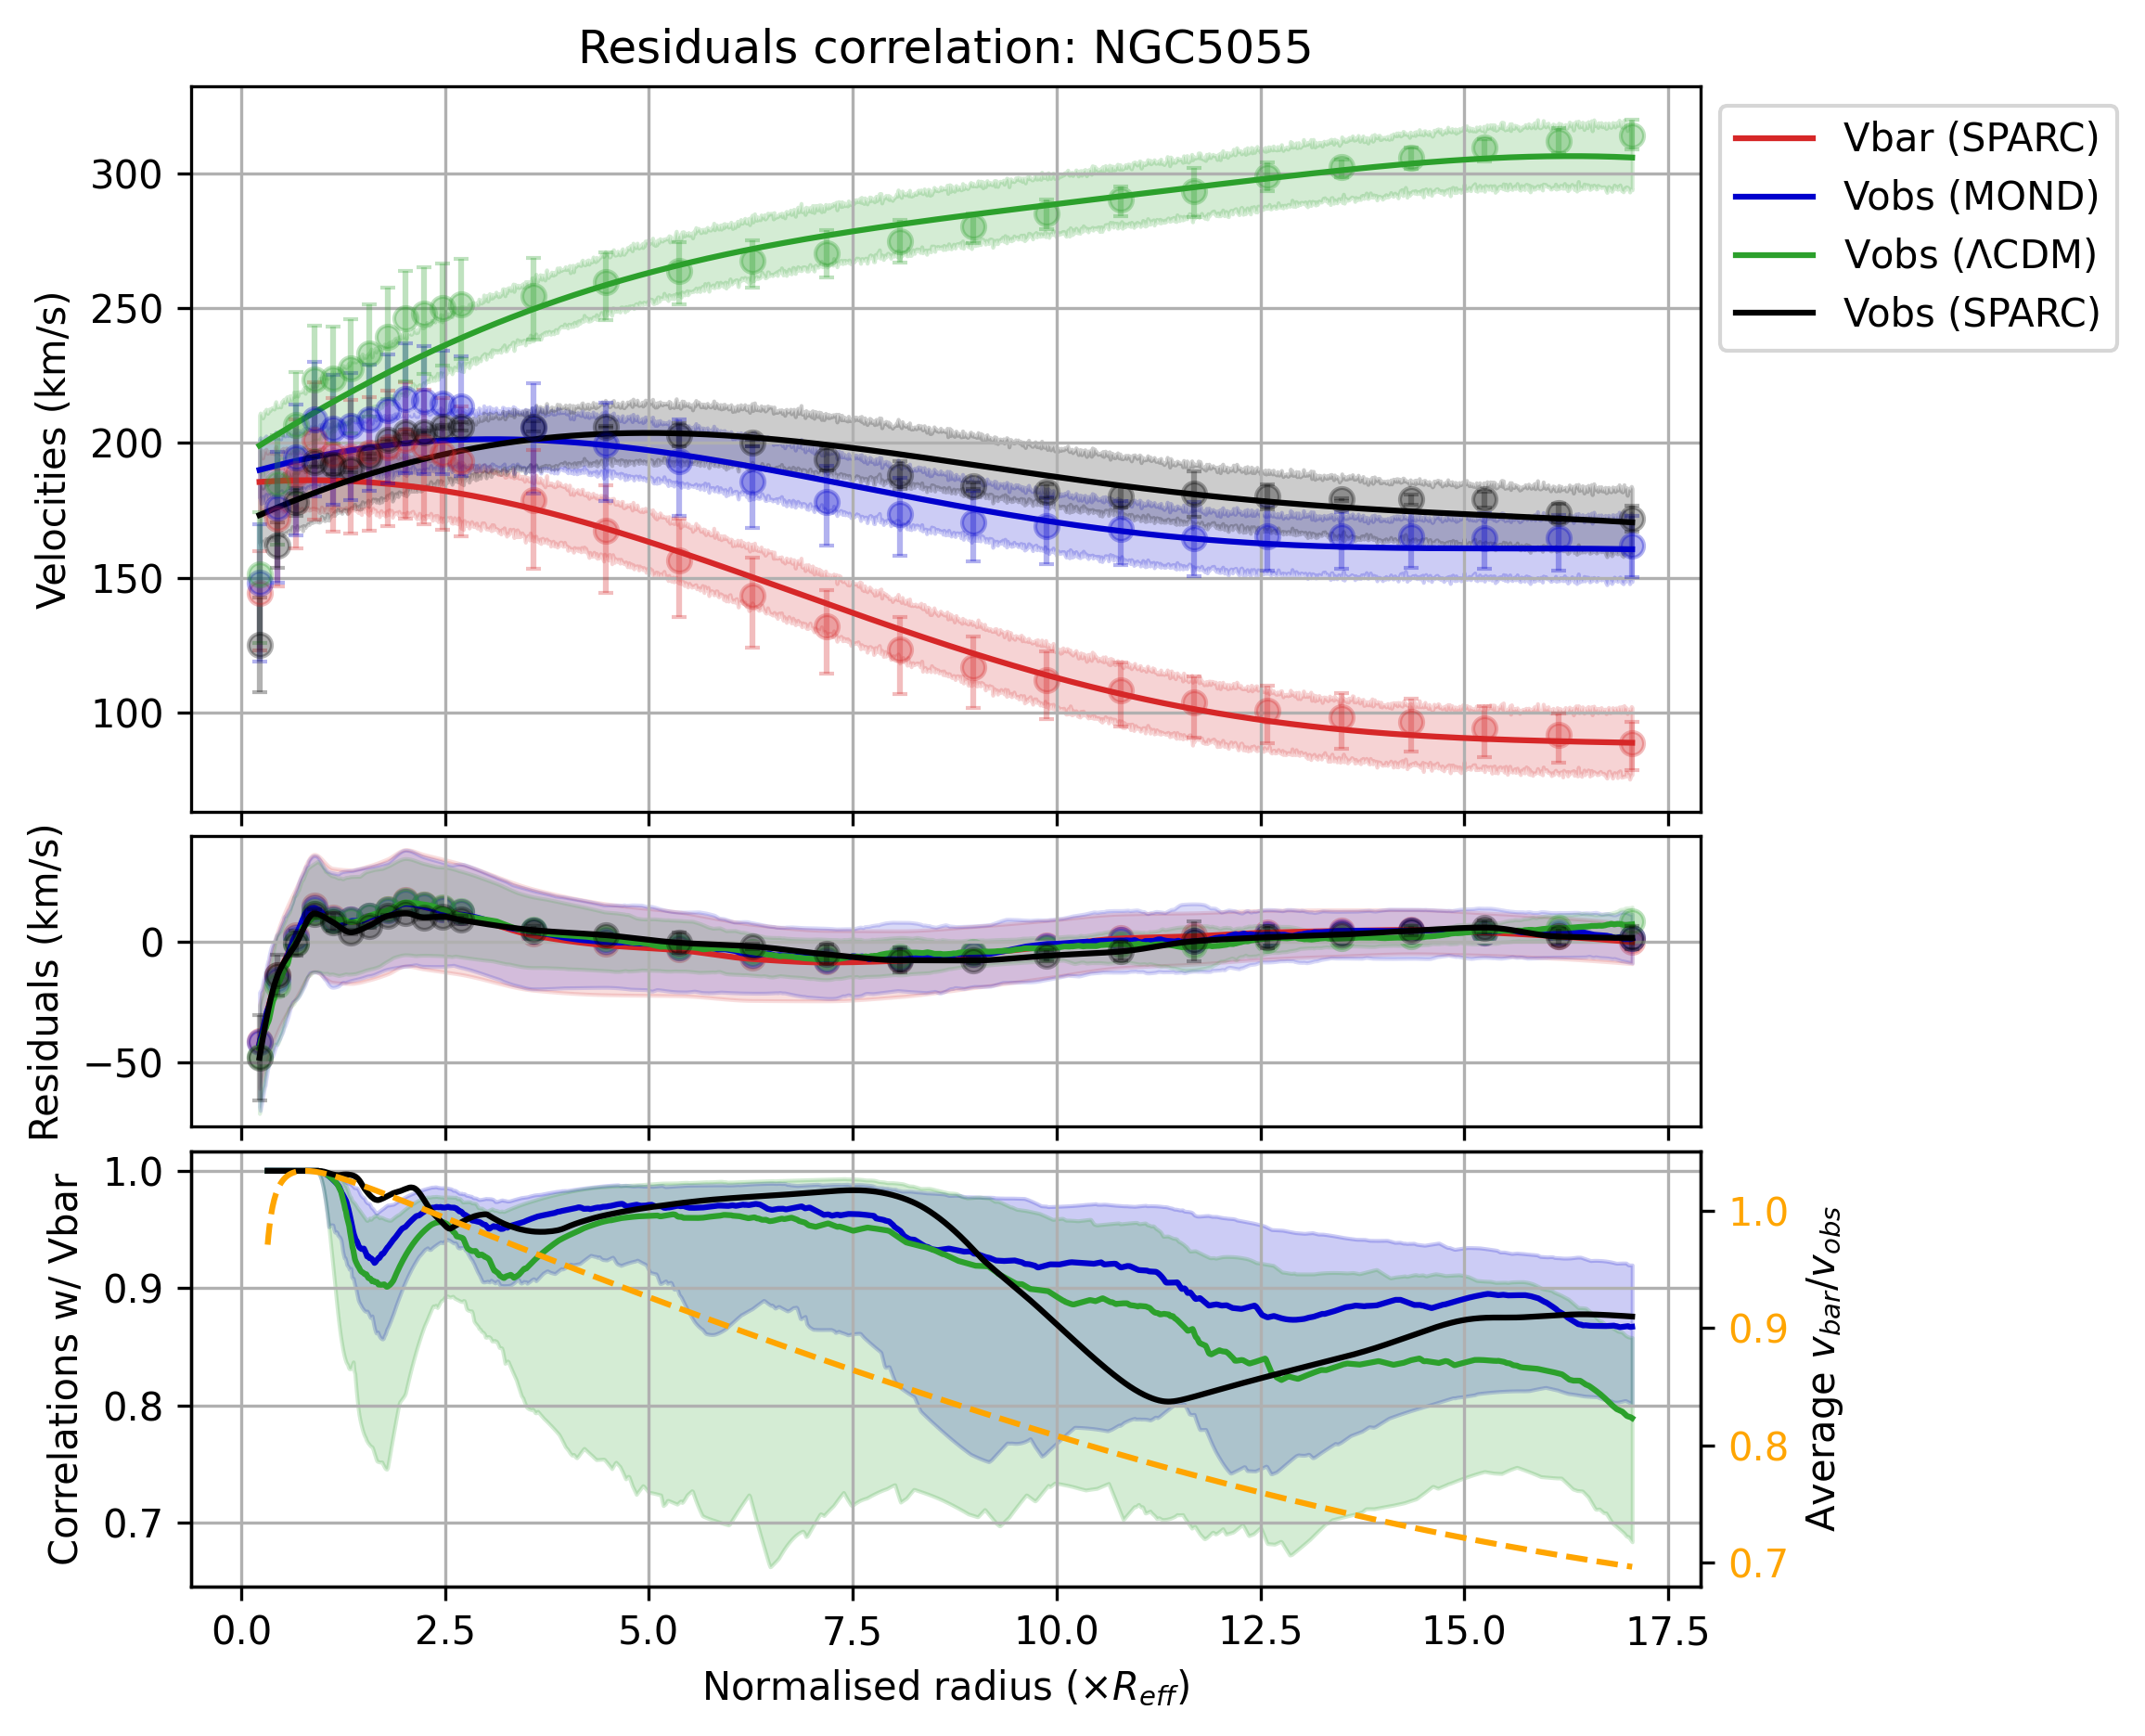 Residuals correlation: NGC5055
Velocities (km/s)
300
250
200
150
100
Vbar (SPARC)
Vobs (MOND)
Vobs (ΛCDM)
Vobs (SPARC)
Residuals (km/s)
0
−50
Correlations w/ Vbar
1.0
0.9
0.8
0.7
1.0
0.9
0.8
0.7
Average v_bar/v_obs
0.0 2.5 5.0 7.5 10.0 12.5 15.0 17.5
Normalised radius (×R_eff)